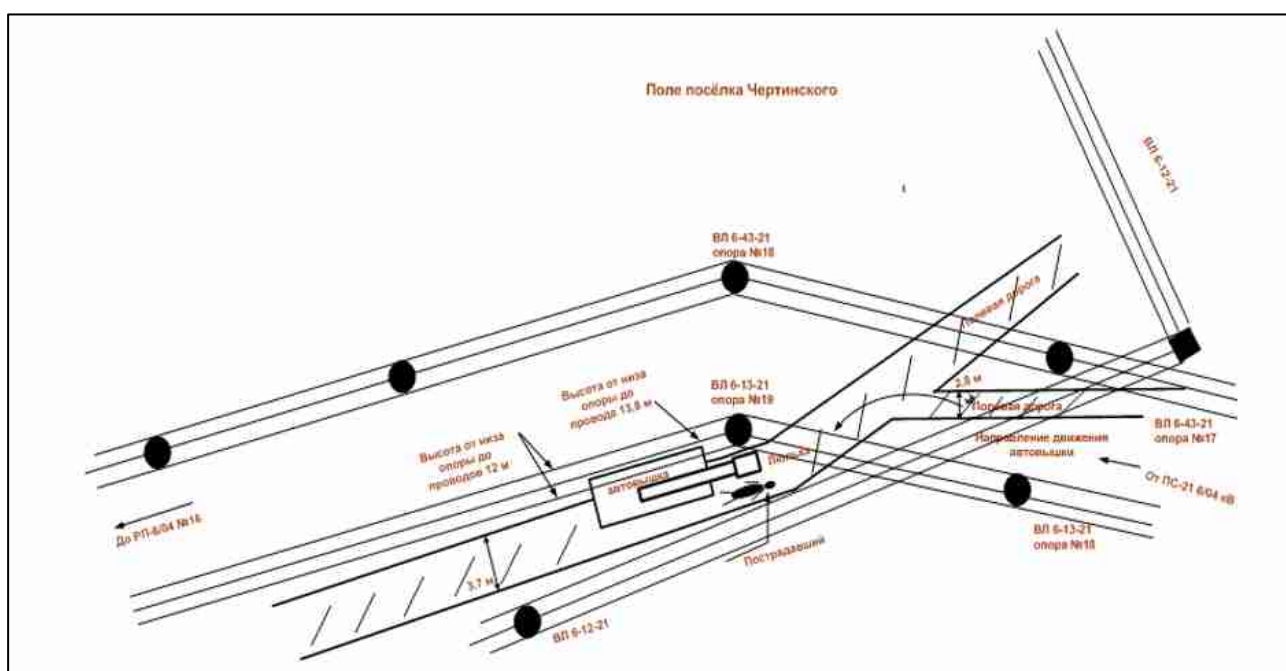 Поле посёлка Чертинского
ВЛ 6-12-21
ВЛ 6-43-21
опора №18
Полевая дорога
Высота от низа
опоры до
провода 13,8 м
ВЛ 6-13-21
опора №19
2,8 м
Полевая дорога
ВЛ 6-43-21
опора №17
Высота от низа
опоры до
проводов 12 м
автовышка
Люлька
Направление движения
автовышки
От ПС-21 6/04 кВ
До РП-6/04 №16
ВЛ 6-13-21
опора №18
Пострадавший
3,7 м
ВЛ 6-12-21